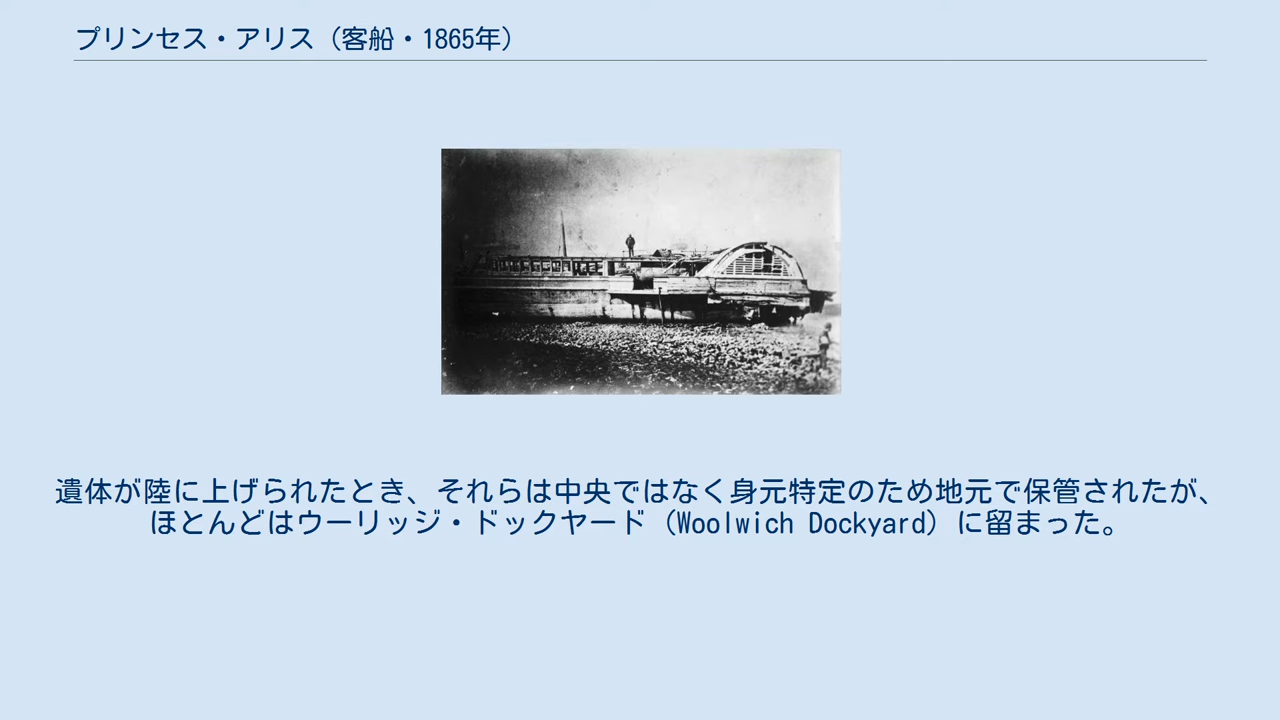 プリンセス・アリス（客船・1865年）
遺体が陸に上げられたとき、それらは中央ではなく身元特定のため地元で保管されたが、
ほとんどはウーリッジ・ドックヤード（Woolwich Dockyard）に留まった。